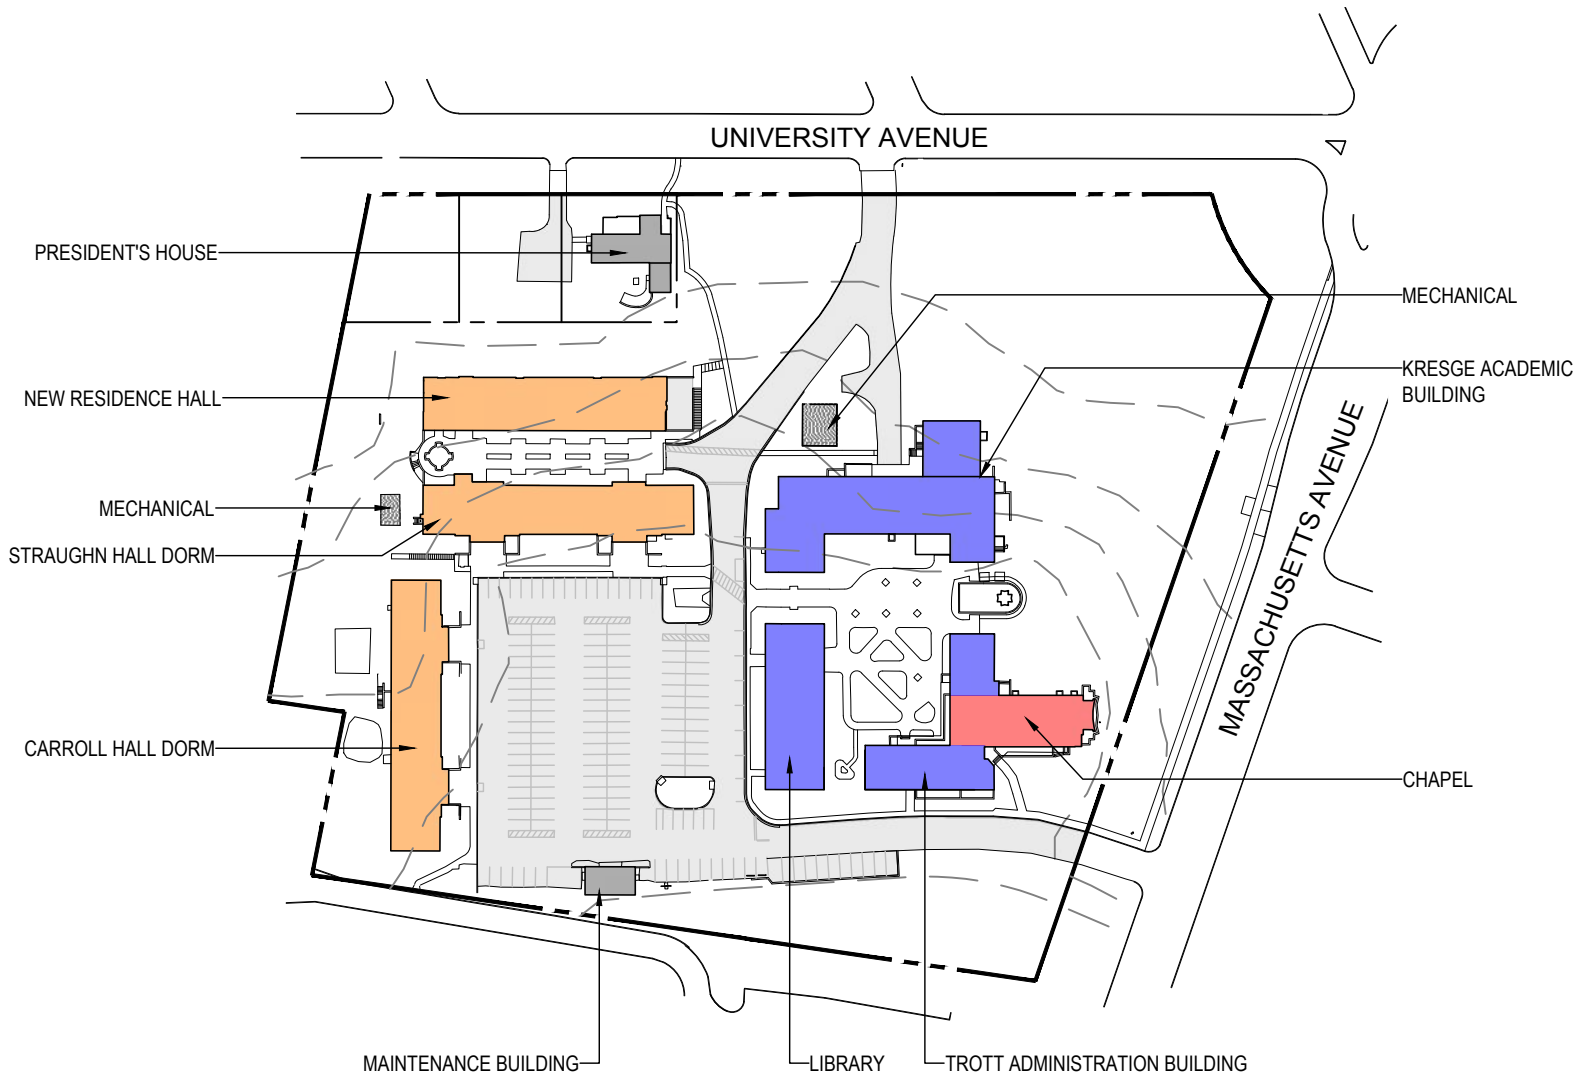 UNIVERSITY AVENUE
PRESIDENT'S HOUSE
MECHANICAL
KRESGE ACADEMIC
BUILDING
NEW RESIDENCE HALL
MASSACHUSETTS AVENUE
MECHANICAL
STRAUGHN HALL DORM
CARROLL HALL DORM
CHAPEL
MAINTENANCE BUILDING
LIBRARY
TROTT ADMINISTRATION BUILDING